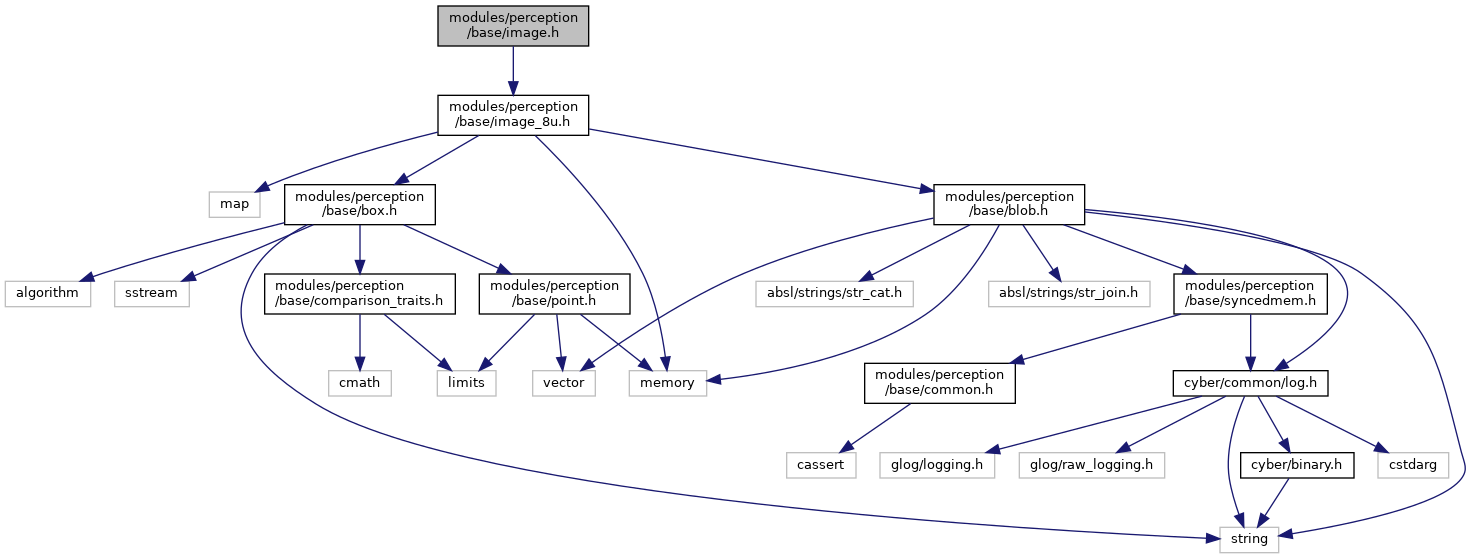 modules/perception
/base/image.h
modules/perception
/base/image_8u.h
map
modules/perception
/base/box.h
modules/perception
/base/blob.h
algorithm
sstream
modules/perception
/base/comparison_traits.h
modules/perception
/base/point.h
absl/strings/str_cat.h
absl/strings/str_join.h
modules/perception
/base/syncedmem.h
cmath
limits
vector
memory
modules/perception
/base/common.h
cyber/common/log.h
cassert
glog/logging.h
glog/raw_logging.h
cyber/binary.h
cstdarg
string